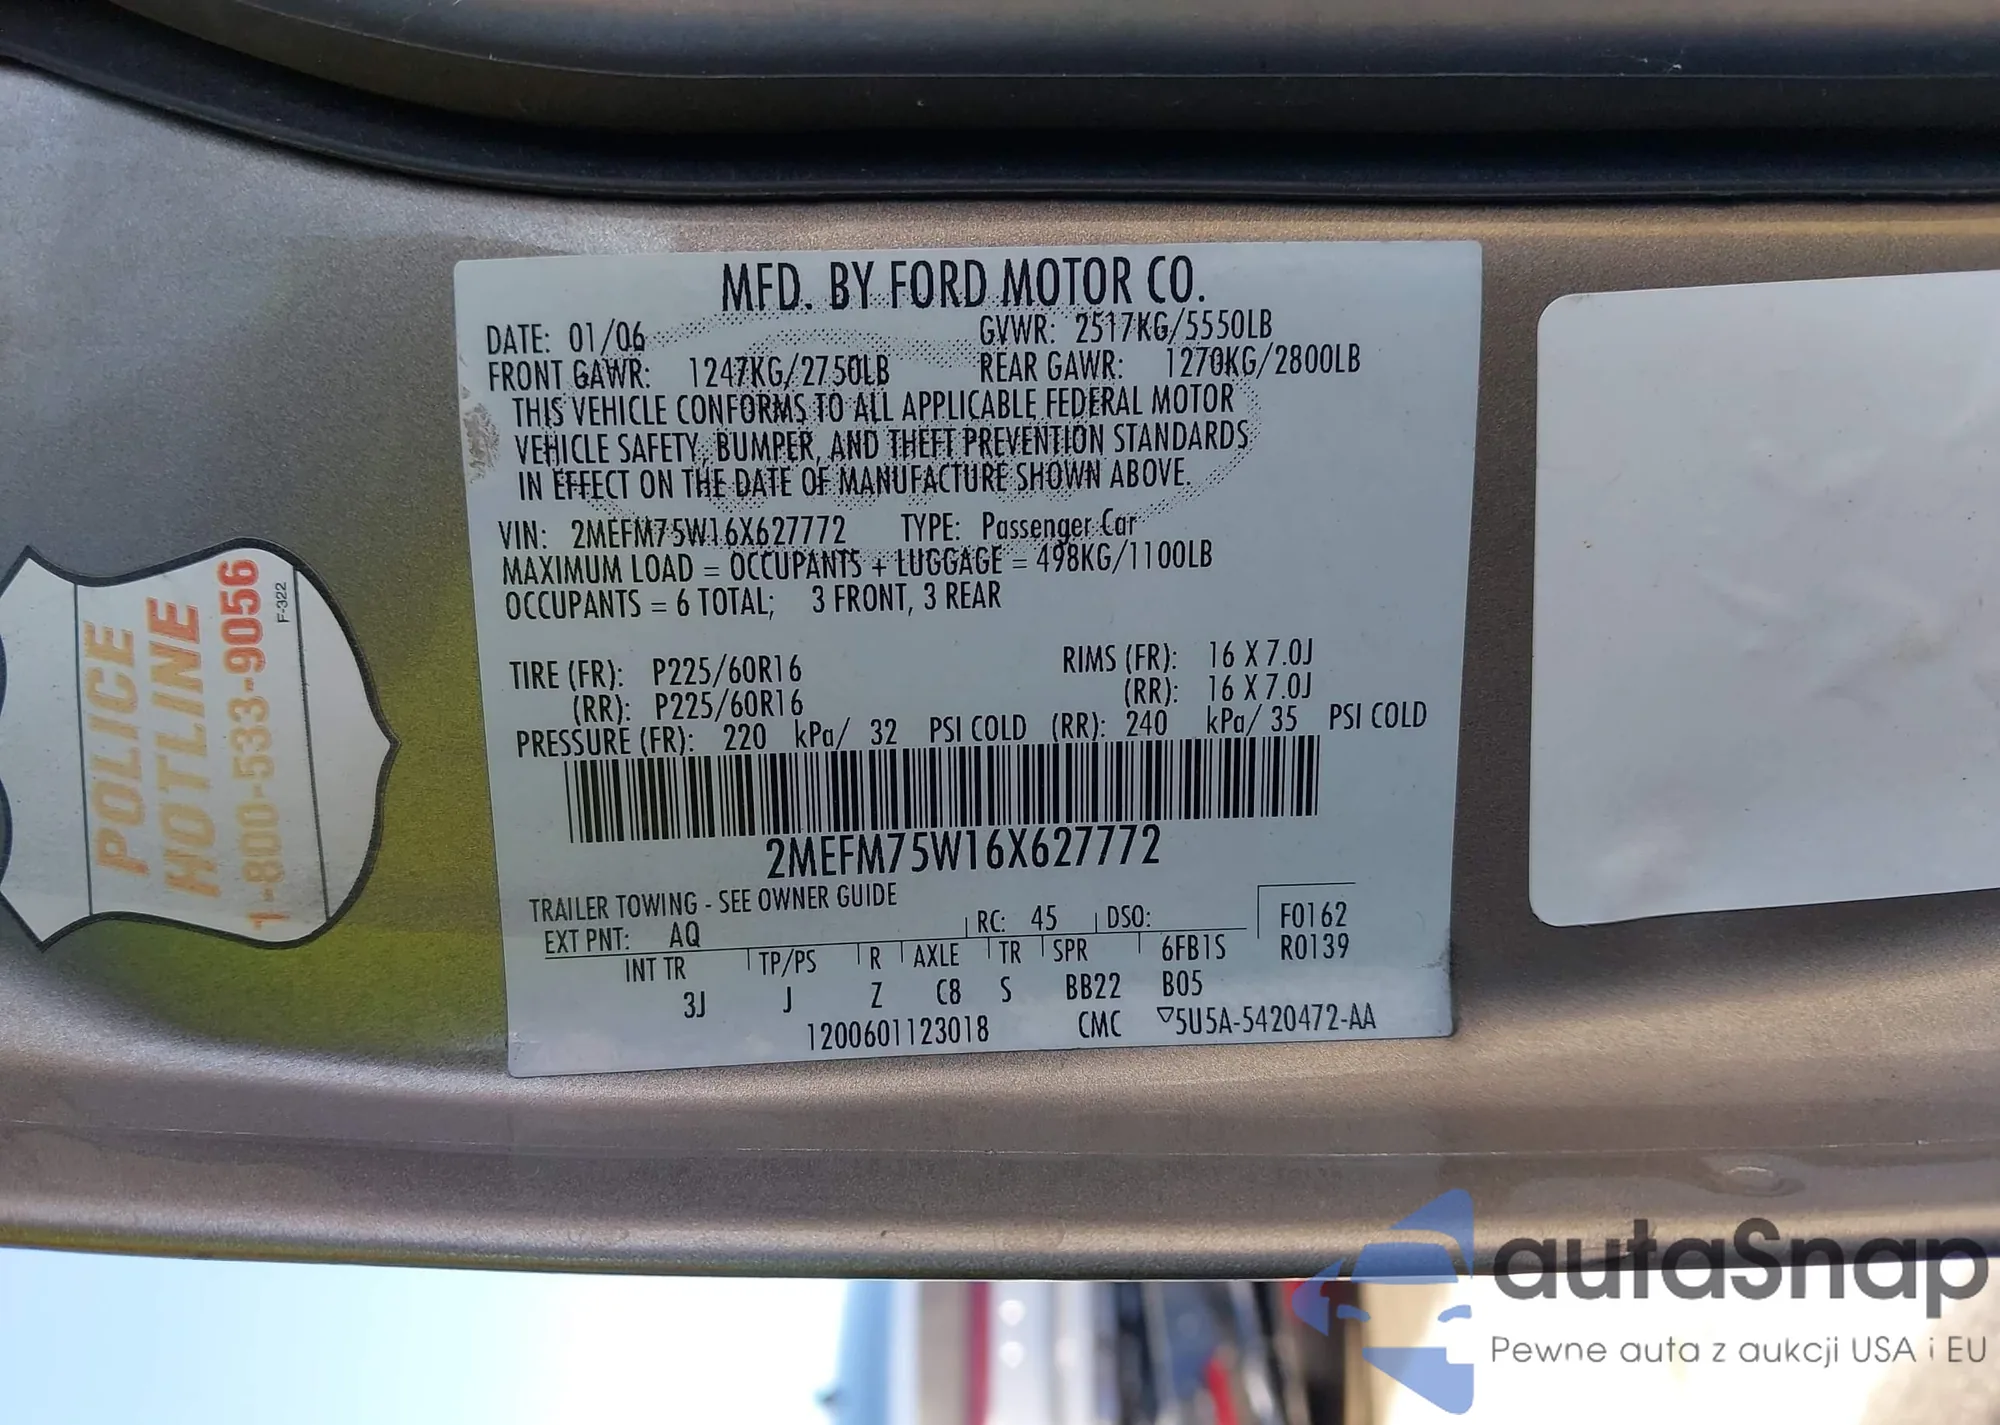 MFD. BY FORD MOTOR CO.
DATE: 01/06 GVWR: 2517KG/5550LB
FRONT GAWR: 1247KG/2750LB REAR GAWR: 1270KG/2800LB
THIS VEHICLE CONFORMS TO ALL APPLICABLE FEDERAL MOTOR
VEHICLE SAFETY, BUMPER, AND THEFT PREVENTION STANDARDS
IN EFFECT ON THE DATE OF MANUFACTURE SHOWN ABOVE.
VIN: 2MEFM75W16X627772 TYPE: Passenger Car
MAXIMUM LOAD = OCCUPANTS + LUGGAGE = 498KG/1100LB
OCCUPANTS = 6 TOTAL; 3 FRONT, 3 REAR
TIRE (FR): P225/60R16 RIMS (FR): 16 X 7.0J
(RR): P225/60R16 (RR): 16 X 7.0J
PRESSURE (FR): 220 kPa/ 32 PSI COLD (RR): 240 kPa/ 35 PSI COLD
2MEFM75W16X627772
TRAILER TOWING - SEE OWNER GUIDE
EXT PNT: AQ RC: 45 DSO: F0162
INT TR TP/PS R AXLE TR SPR 6FB1S R0139
3J J Z C8 S BB22 B05
1200601123018 CMC ▽5U5A-5420472-AA
POLICE
HOTLINE
1-800-533-9056
F-322
autaSnap
Pewne auta z aukcji USA i EU